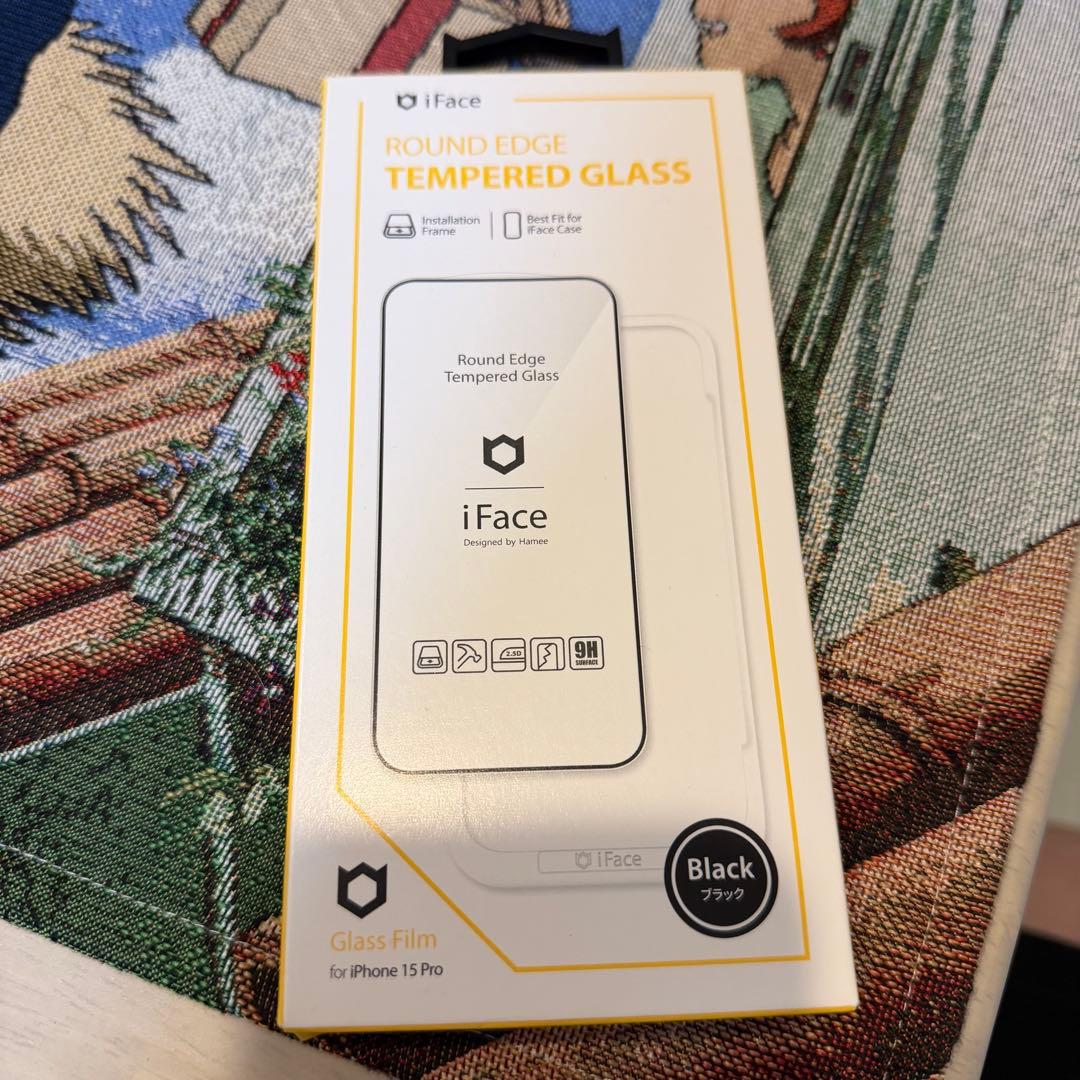 iFace
ROUND EDGE
TEMPERED GLASS
Installation
Frame
Best Fit for
iFace Case
Round Edge
Tempered Glass
iFace
Designed by Hamee
2.5D
9H
SURFACE
iFace
Black
ブラック
Glass Film
for iPhone 15 Pro